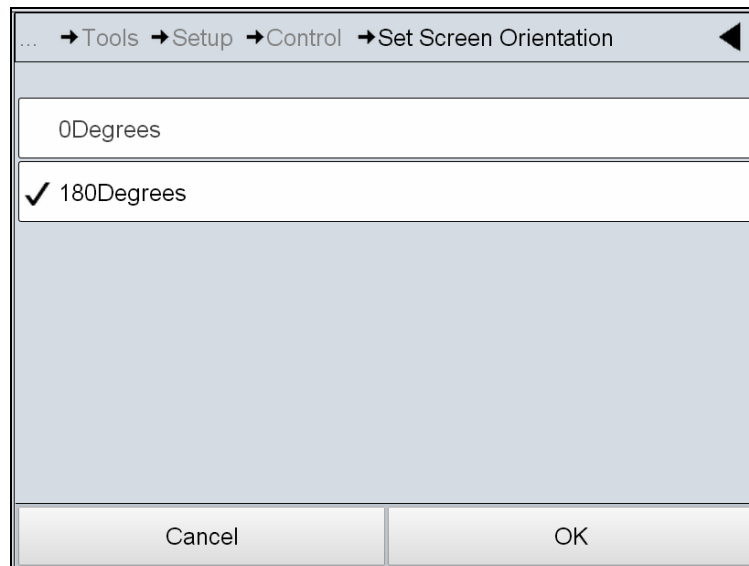 ... → Tools → Setup → Control → Set Screen Orientation
0Degrees
180Degrees
Cancel OK